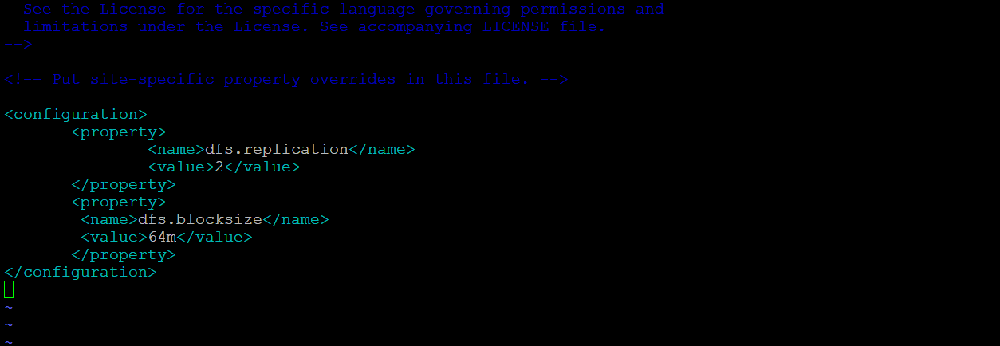 See the License for the specific language governing permissions and
limitations under the License. See accompanying LICENSE file.
-->
<!-- Put site-specific property overrides in this file. -->
<configuration>
<property>
<name>dfs.replication</name>
<value>2</value>
</property>
<property>
<name>dfs.blocksize</name>
<value>64m</value>
</property>
</configuration>
~
~
~